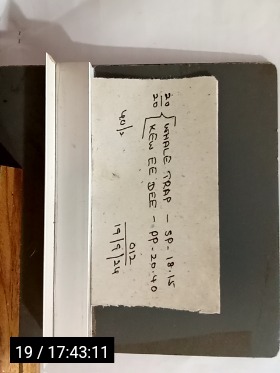 20 { WHALE TRAP - SP - 18.15
20 { KEW EE DEE - PP - 20.40
40/-
012
19/9/24
19 / 17:43:11